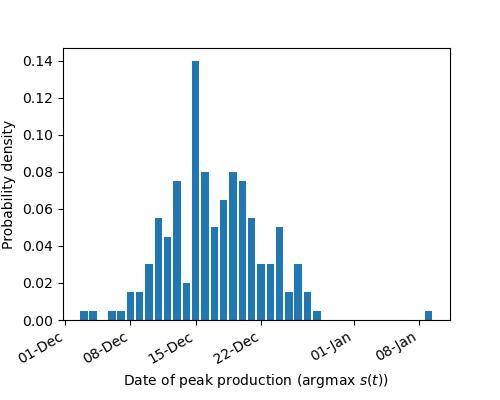 0.14
0.12
0.10
0.08
0.06
0.04
0.02
0.00
Probability density
01-Dec
08-Dec
15-Dec
22-Dec
01-Jan
08-Jan
Date of peak production (argmax s(t))